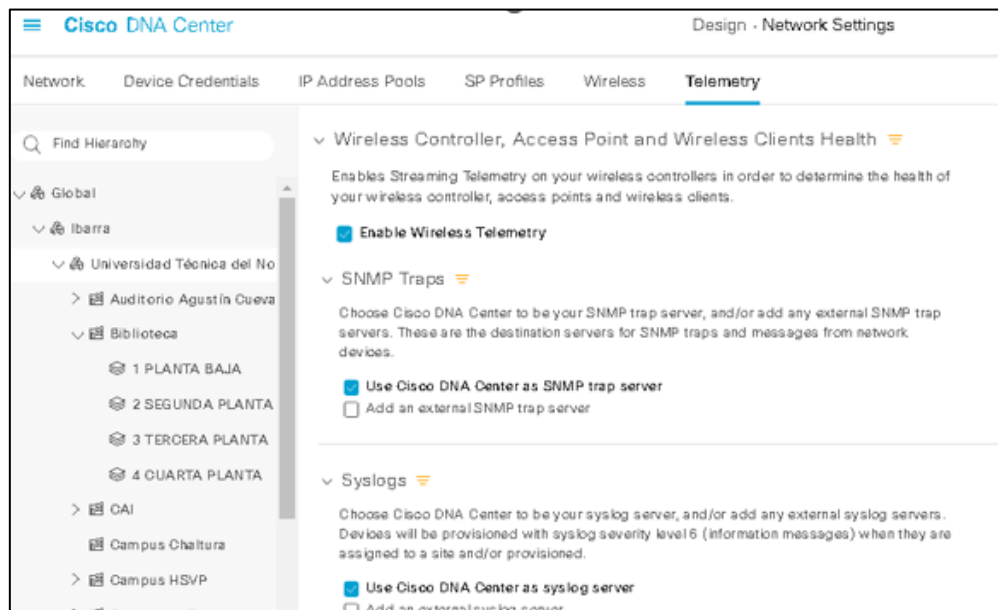 Cisco DNA Center
Design · Network Settings
Network Device Credentials IP Address Pools SP Profiles Wireless Telemetry
Find Hierarchy
Global
Ibarra
Universidad Técnica del No
Auditorio Agustín Cueva
Biblioteca
1 PLANTA BAJA
2 SEGUNDA PLANTA
3 TERCERA PLANTA
4 CUARTA PLANTA
CAI
Campus Chaltura
Campus HSVP
Wireless Controller, Access Point and Wireless Clients Health
Enables Streaming Telemetry on your wireless controllers in order to determine the health of
your wireless controller, access points and wireless clients.
Enable Wireless Telemetry
SNMP Traps
Choose Cisco DNA Center to be your SNMP trap server, and/or add any external SNMP trap
servers. These are the destination servers for SNMP traps and messages from network
devices.
Use Cisco DNA Center as SNMP trap server
Add an external SNMP trap server
Syslogs
Choose Cisco DNA Center to be your syslog server, and/or add any external syslog servers.
Devices will be provisioned with syslog severity level 6 (information messages) when they are
assigned to a site and/or provisioned.
Use Cisco DNA Center as syslog server
Add an external syslog server